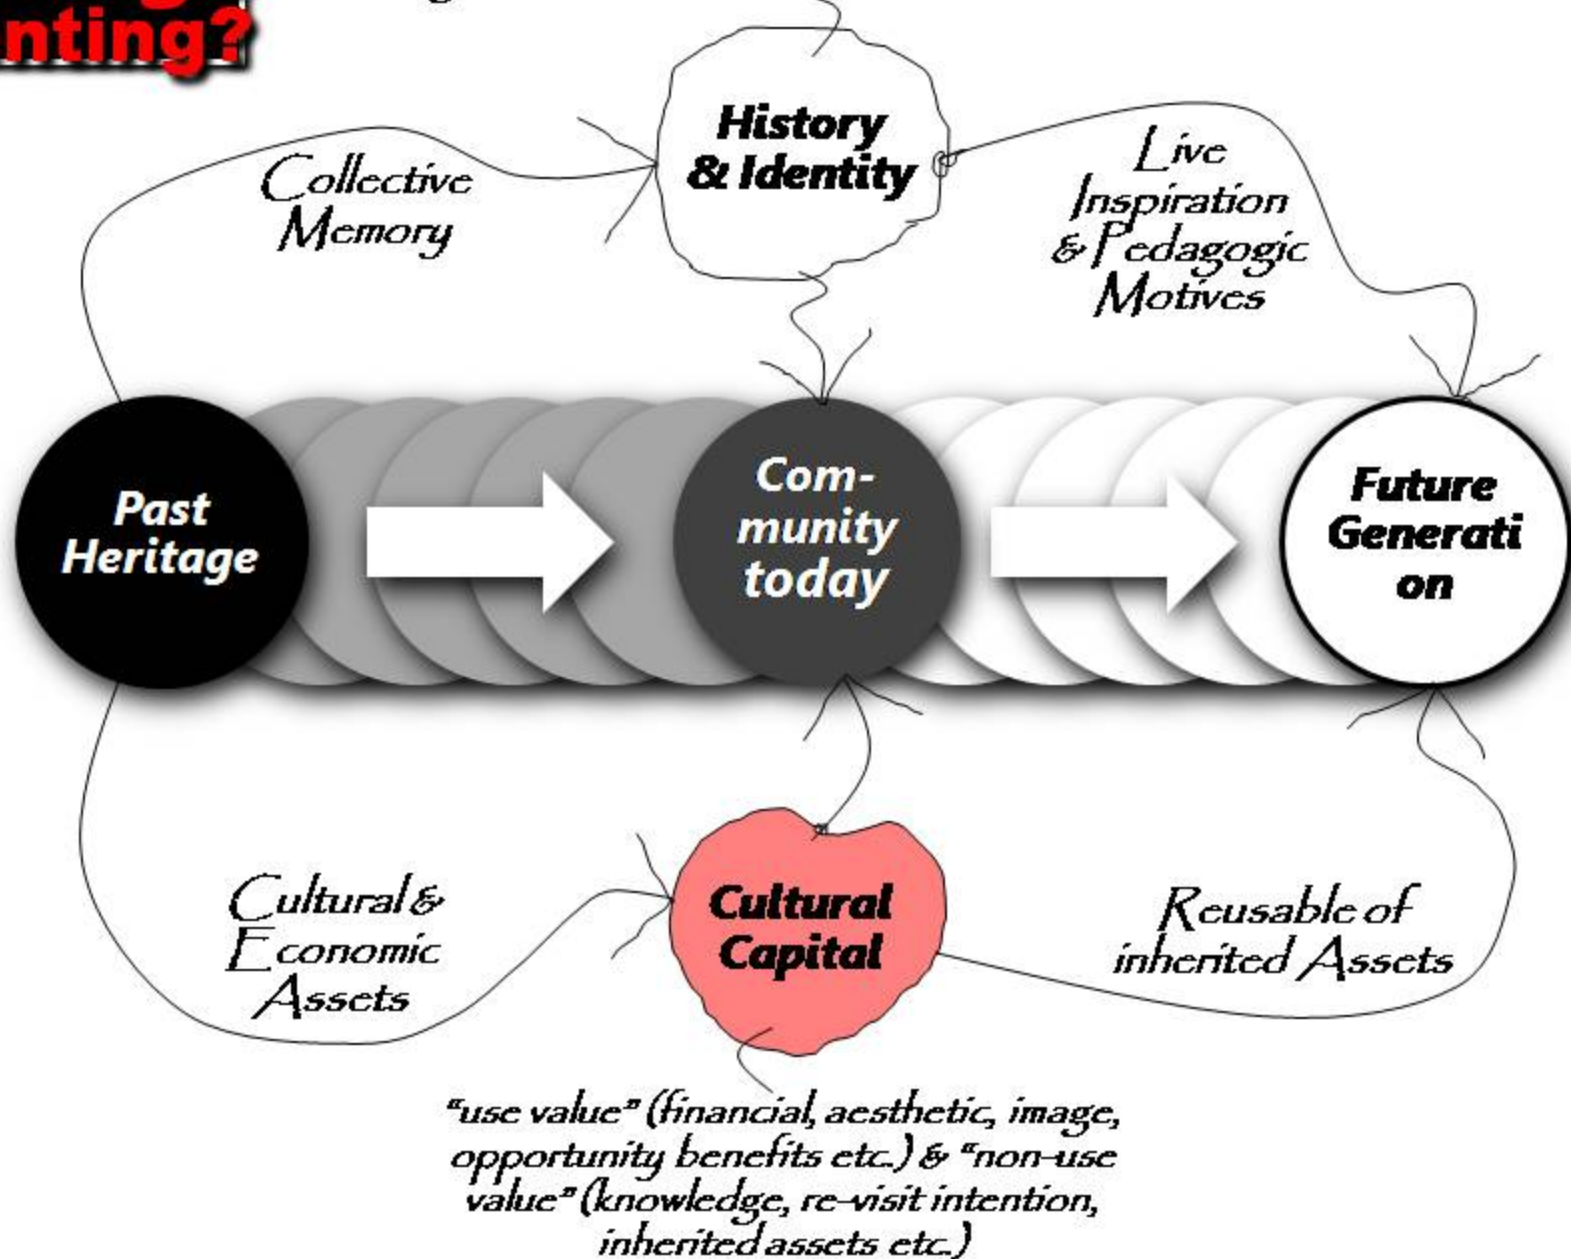 nting?
History
& Identity
Collective
Memory
Live
Inspiration
& Pedagogic
Motives
Past
Heritage
Com-
munity
today
Future
Generati
on
Cultural &
Economic
Assets
Cultural
Capital
Reusable of
inherited Assets
"use value" (financial, aesthetic, image,
opportunity benefits etc.) & "non-use
value" (knowledge, re-visit intention,
inherited assets etc.)